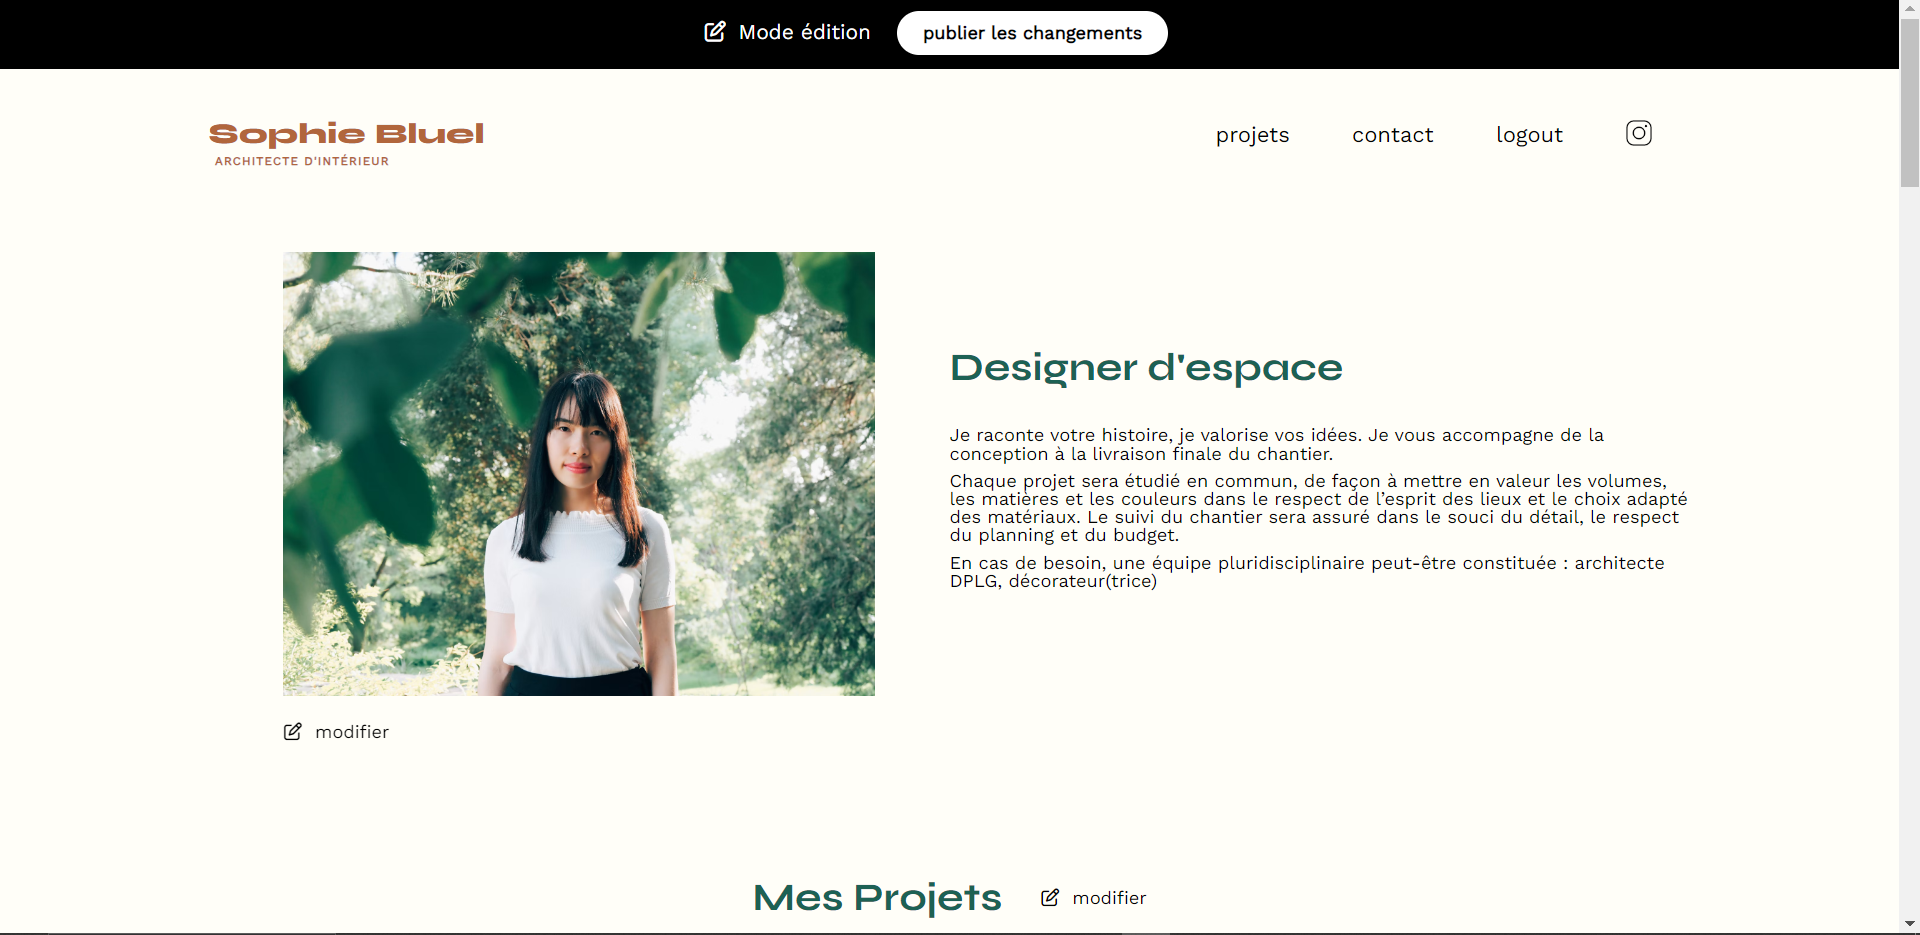 Mode édition
publier les changements
Sophie Bluel
ARCHITECTE D'INTÉRIEUR
projets
contact
logout
Designer d'espace
Je raconte votre histoire, je valorise vos idées. Je vous accompagne de la
conception à la livraison finale du chantier.
Chaque projet sera étudié en commun, de façon à mettre en valeur les volumes,
les matières et les couleurs dans le respect de l’esprit des lieux et le choix adapté
des matériaux. Le suivi du chantier sera assuré dans le souci du détail, le respect
du planning et du budget.
En cas de besoin, une équipe pluridisciplinaire peut-être constituée : architecte
DPLG, décorateur(trice)
modifier
Mes Projets
modifier